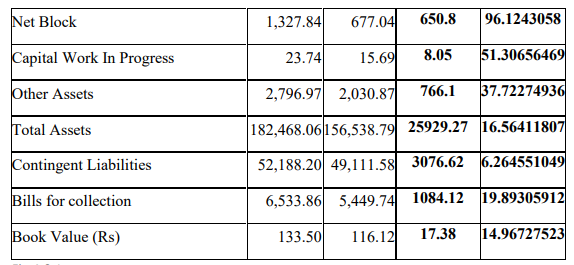 Net Block 1,327.84 677.04 650.8 96.1243058
Capital Work In Progress 23.74 15.69 8.05 51.30656469
Other Assets 2,796.97 2,030.87 766.1 37.72274936
Total Assets 182,468.06 156,538.79 25929.27 16.56411807
Contingent Liabilities 52,188.20 49,111.58 3076.62 6.264551049
Bills for collection 6,533.86 5,449.74 1084.12 19.89305912
Book Value (Rs) 133.50 116.12 17.38 14.96727523